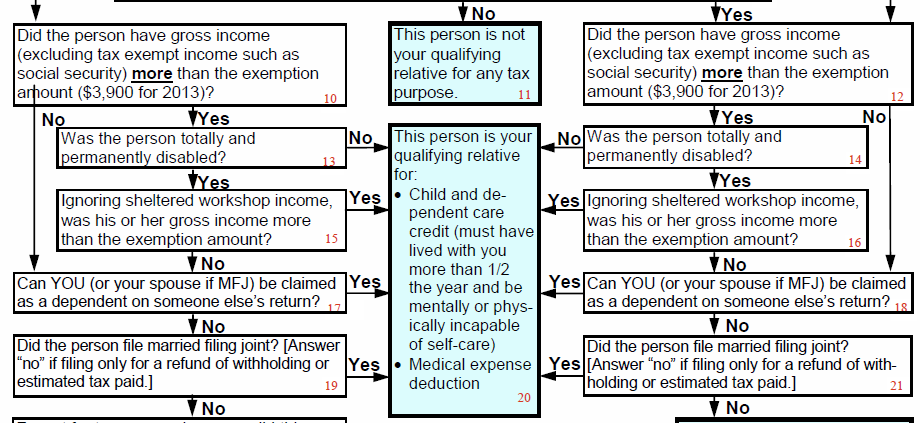 No
Yes
Did the person have gross income
(excluding tax exempt income such as
social security) more than the exemption
amount ($3,900 for 2013)?
10
This person is not
your qualifying
relative for any tax
purpose.
11
Did the person have gross income
(excluding tax exempt income such as
social security) more than the exemption
amount ($3,900 for 2013)?
12
No
Yes
Yes
No
Was the person totally and
permanently disabled?
13
No
This person is your
qualifying relative
for:
• Child and de-
pendent care
credit (must have
lived with you
more than 1/2
the year and be
mentally or phys-
ically incapable
of self-care)
• Medical expense
deduction
20
No
Was the person totally and
permanently disabled?
14
Yes
Yes
Ignoring sheltered workshop income,
was his or her gross income more
than the exemption amount?
15
Yes
Yes
Ignoring sheltered workshop income,
was his or her gross income more
than the exemption amount?
16
No
No
Can YOU (or your spouse if MFJ) be claimed
as a dependent on someone else's return?
17
Yes
Yes
Can YOU (or your spouse if MFJ) be claimed
as a dependent on someone else's return?
18
No
No
Did the person file married filing joint? [Answer
"no" if filing only for a refund of withholding or
estimated tax paid.]
19
Yes
Yes
Did the person file married filing joint?
[Answer "no" if filing only for a refund of with-
holding or estimated tax paid.]
21
No
No